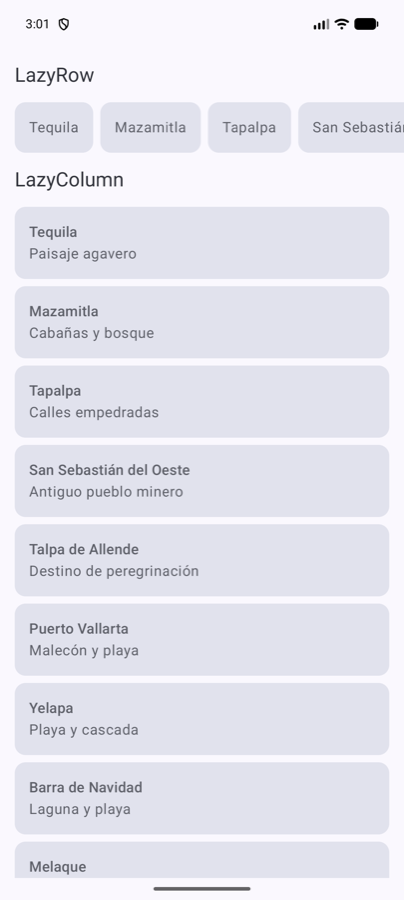 3:01
LazyRow
Tequila Mazamitla Tapalpa San Sebastián
LazyColumn
Tequila
Paisaje agavero
Mazamitla
Cabañas y bosque
Tapalpa
Calles empedradas
San Sebastián del Oeste
Antiguo pueblo minero
Talpa de Allende
Destino de peregrinación
Puerto Vallarta
Malecón y playa
Yelapa
Playa y cascada
Barra de Navidad
Laguna y playa
Melaque